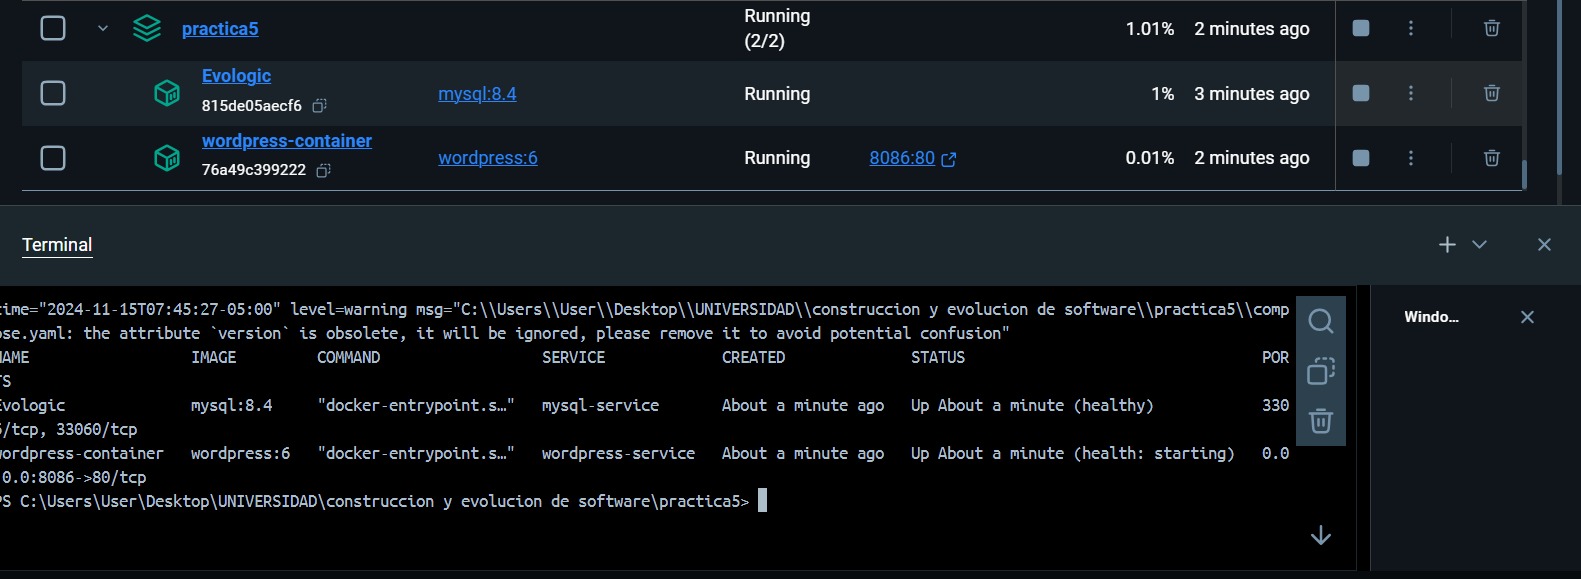 practica5 Running (2/2) 1.01% 2 minutes ago
Evologic
815de05aecf6 mysql:8.4 Running 1% 3 minutes ago
wordpress-container
76a49c399222 wordpress:6 Running 8086:80 0.01% 2 minutes ago
Terminal
Windo...
time="2024-11-15T07:45:27-05:00" level=warning msg="C:\\Users\\User\\Desktop\\UNIVERSIDAD\\construccion y evolucion de software\\practica5\\comp
ose.yaml: the attribute `version` is obsolete, it will be ignored, please remove it to avoid potential confusion"
NAME IMAGE COMMAND SERVICE CREATED STATUS POR
TS
Evologic mysql:8.4 "docker-entrypoint.s…" mysql-service About a minute ago Up About a minute (healthy) 330
6/tcp, 33060/tcp
wordpress-container wordpress:6 "docker-entrypoint.s…" wordpress-service About a minute ago Up About a minute (health: starting) 0.0
.0.0:8086->80/tcp
PS C:\Users\User\Desktop\UNIVERSIDAD\construccion y evolucion de software\practica5>